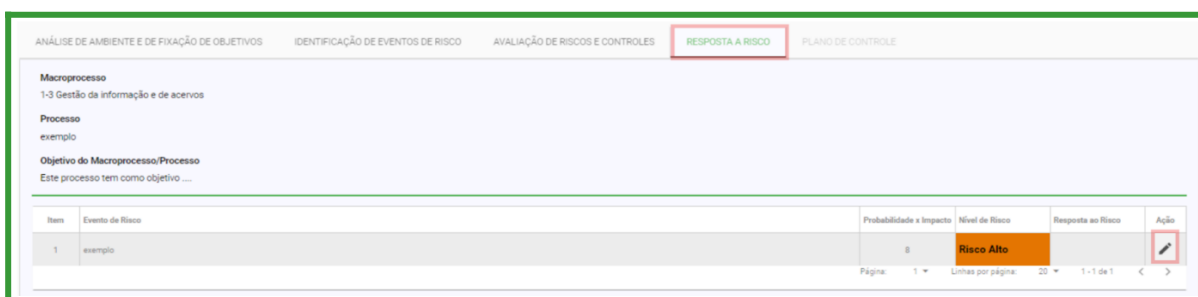 ANÁLISE DE AMBIENTE E DE FIXAÇÃO DE OBJETIVOS IDENTIFICAÇÃO DE EVENTOS DE RISCO AVALIAÇÃO DE RISCOS E CONTROLES RESPOSTA A RISCO PLANO DE CONTROLE
Macroprocesso
1-3 Gestão da informação e de acervos
Processo
exemplo
Objetivo do Macroprocesso/Processo
Este processo tem como objetivo ....
Item Evento de Risco Probabilidade x Impacto Nível de Risco Resposta ao Risco Ação
1 exemplo 8 Risco Alto
Página: 1 Linhas por página: 20 1 - 1 de 1